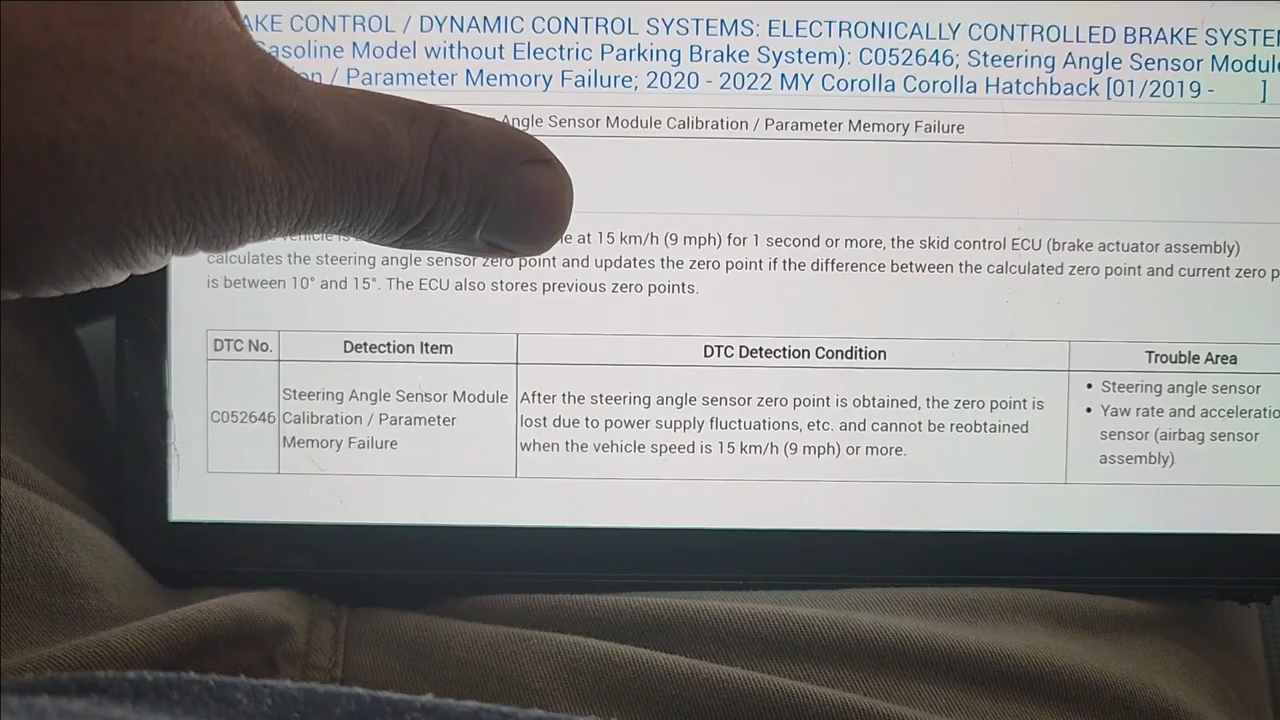 AKE CONTROL / DYNAMIC CONTROL SYSTEMS: ELECTRONICALLY CONTROLLED BRAKE SYSTE
Gasoline Model without Electric Parking Brake System): C052646; Steering Angle Sensor Module
on / Parameter Memory Failure; 2020 - 2022 MY Corolla Corolla Hatchback [01/2019 - ]
Angle Sensor Module Calibration / Parameter Memory Failure
vehicle is at 15 km/h (9 mph) for 1 second or more, the skid control ECU (brake actuator assembly)
calculates the steering angle sensor zero point and updates the zero point if the difference between the calculated zero point and current zero p
is between 10° and 15°. The ECU also stores previous zero points.
DTC No. Detection Item DTC Detection Condition Trouble Area
C052646
Steering Angle Sensor Module
Calibration / Parameter
Memory Failure
After the steering angle sensor zero point is obtained, the zero point is
lost due to power supply fluctuations, etc. and cannot be reobtained
when the vehicle speed is 15 km/h (9 mph) or more.
• Steering angle sensor
• Yaw rate and acceleratio
sensor (airbag sensor
assembly)